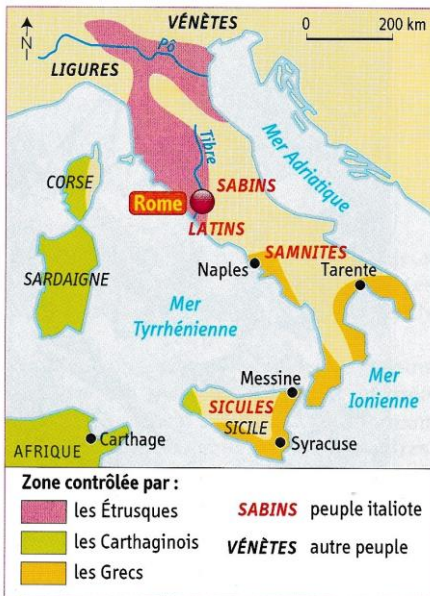 VÉNÈTES
0 200 km
N
Pô
LIGURES
Mer Adriatique
Tibre
CORSE
SABINS
Rome
LATINS
SAMNITES
SARDAIGNE
Naples
Tarente
Mer
Tyrrhénienne
Messine
Mer
Ionienne
SICULES
SICILE
AFRIQUE
Carthage
Syracuse
Zone contrôlée par :
les Étrusques
SABINS peuple italiote
les Carthaginois
VÉNÈTES autre peuple
les Grecs